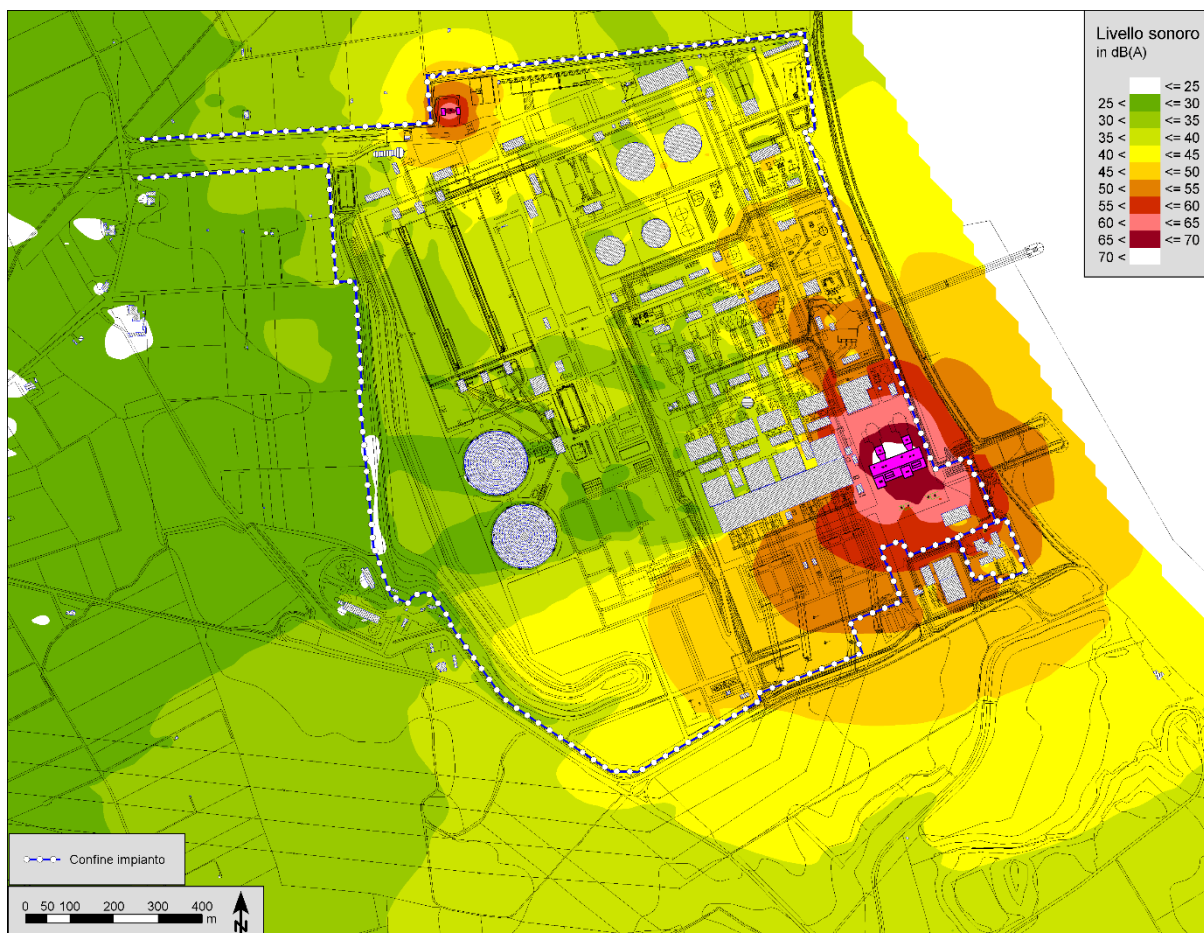 Livello sonoro
in dB(A)
<= 25
25 < <= 30
30 < <= 35
35 < <= 40
40 < <= 45
45 < <= 50
50 < <= 55
55 < <= 60
60 < <= 65
65 < <= 70
70 <
Confine impianto
0 50 100 200 300 400
m
N